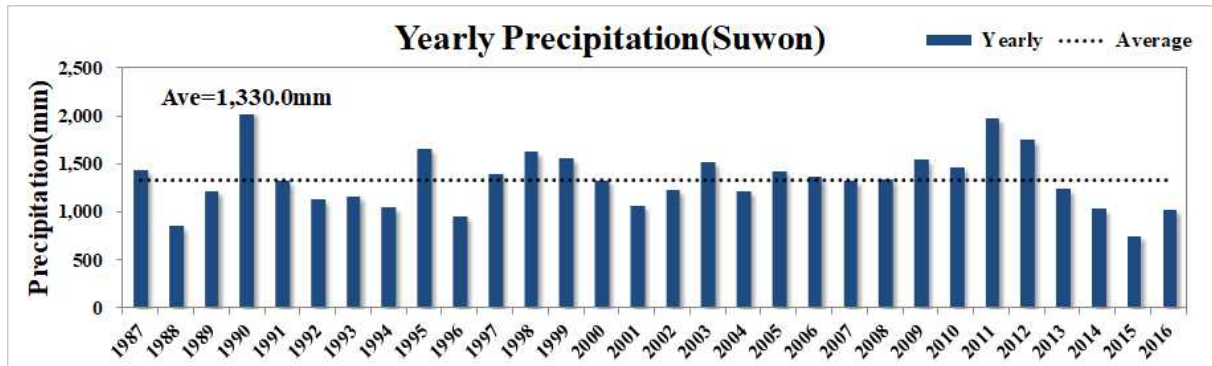 Yearly Precipitation(Suwon)
Yearly
Average
Ave=1,330.0mm
Precipitation(mm)
2,500
2,000
1,500
1,000
500
0
1987 1988 1989 1990 1991 1992 1993 1994 1995 1996 1997 1998 1999 2000 2001 2002 2003 2004 2005 2006 2007 2008 2009 2010 2011 2012 2013 2014 2015 2016